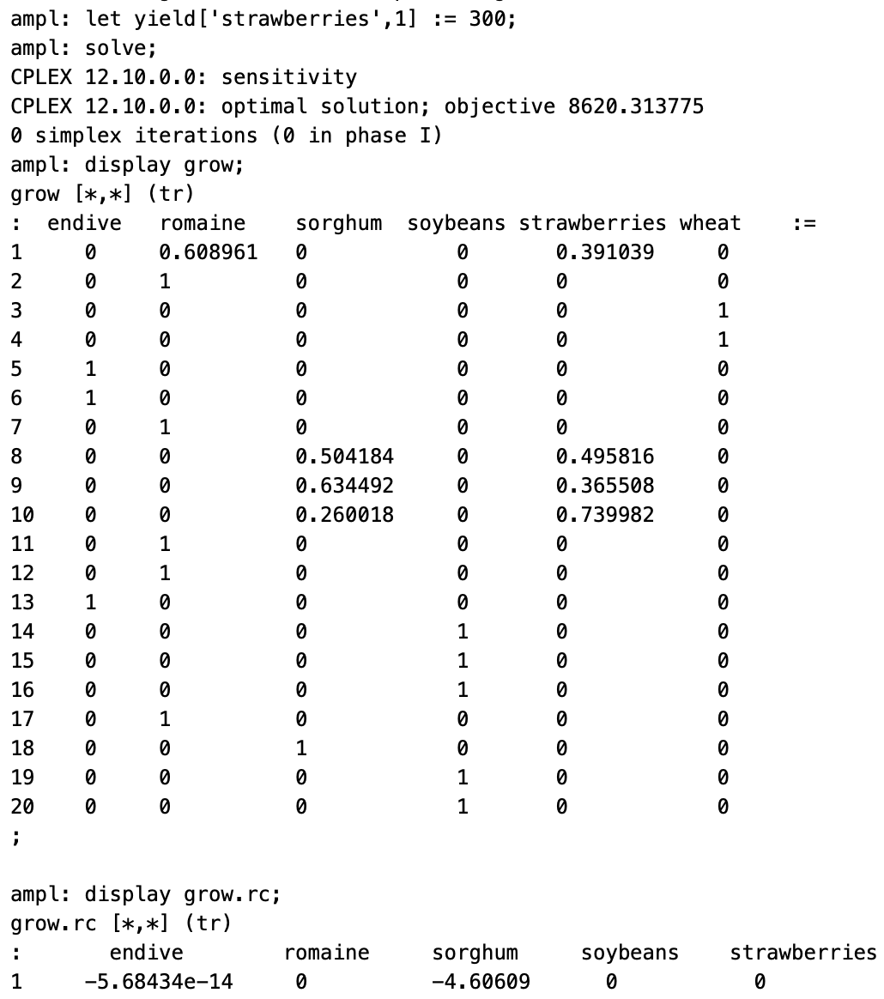 ampl: let yield['strawberries',1] := 300;
ampl: solve;
CPLEX 12.10.0.0: sensitivity
CPLEX 12.10.0.0: optimal solution; objective 8620.313775
0 simplex iterations (0 in phase I)
ampl: display grow;
grow [*,*] (tr)
:  endive   romaine    sorghum  soybeans strawberries wheat    :=
1     0     0.608961   0            0       0.391039     0
2     0     1          0            0       0            0
3     0     0          0            0       0            1
4     0     0          0            0       0            1
5     1     0          0            0       0            0
6     1     0          0            0       0            0
7     0     1          0            0       0            0
8     0     0          0.504184     0       0.495816     0
9     0     0          0.634492     0       0.365508     0
10    0     0          0.260018     0       0.739982     0
11    0     1          0            0       0            0
12    0     1          0            0       0            0
13    1     0          0            0       0            0
14    0     0          0            1       0            0
15    0     0          0            1       0            0
16    0     0          0            1       0            0
17    0     1          0            0       0            0
18    0     0          1            0       0            0
19    0     0          0            1       0            0
20    0     0          0            1       0            0
;
ampl: display grow.rc;
grow.rc [*,*] (tr)
:       endive        romaine     sorghum     soybeans    strawberries
1     -5.68434e-14     0          -4.60609      0           0